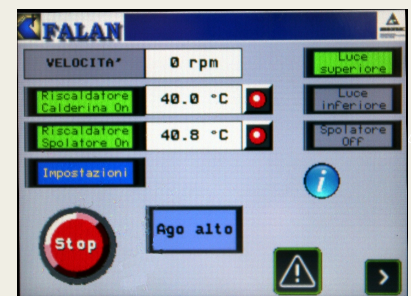 FALAN
VELOCITA' 0 rpm
Luce
superiore
Riscaldatore
Calderina On
40.0 °C
Luce
inferiore
Riscaldatore
Spolatore On
40.8 °C
Spolatore
OFF
Impostazioni
i
Stop
Ago alto